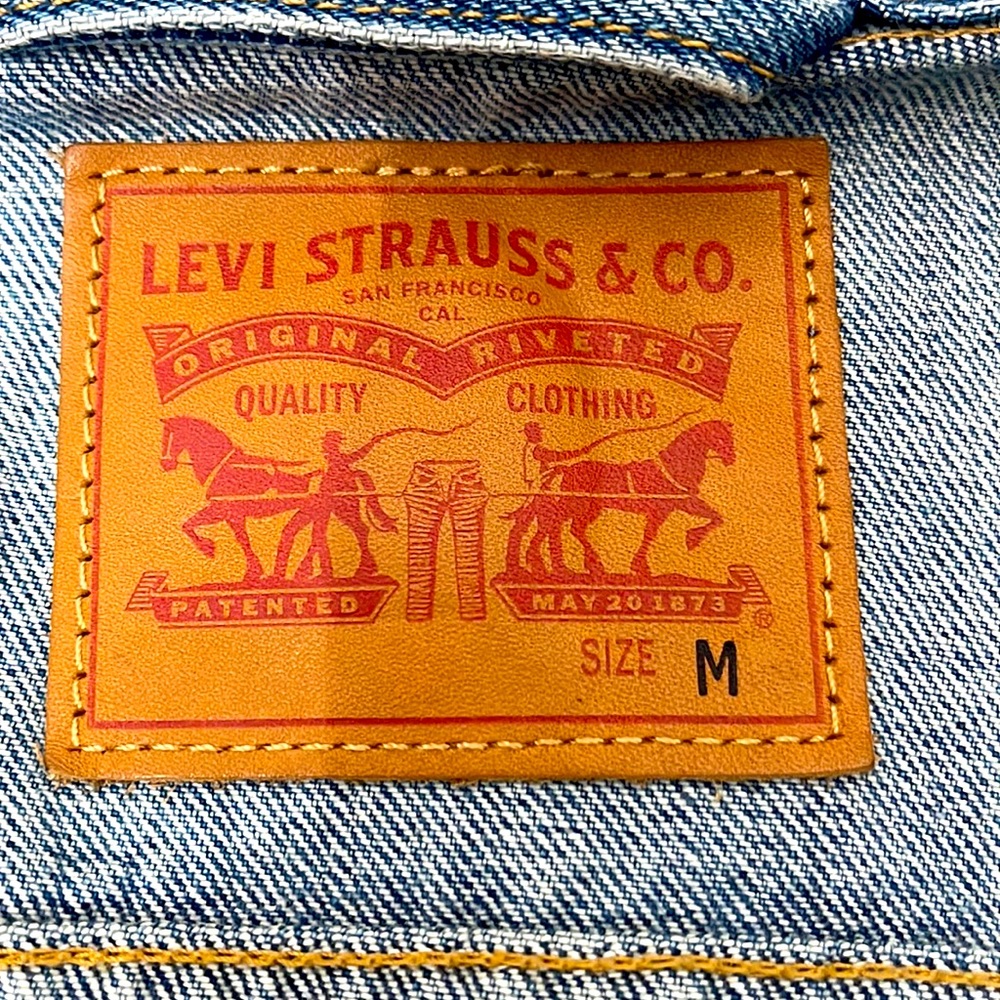 LEVI STRAUSS & CO.
SAN FRANCISCO
CAL
ORIGINAL RIVETED
QUALITY CLOTHING
PATENTED MAY 20 1873 ®
SIZE M